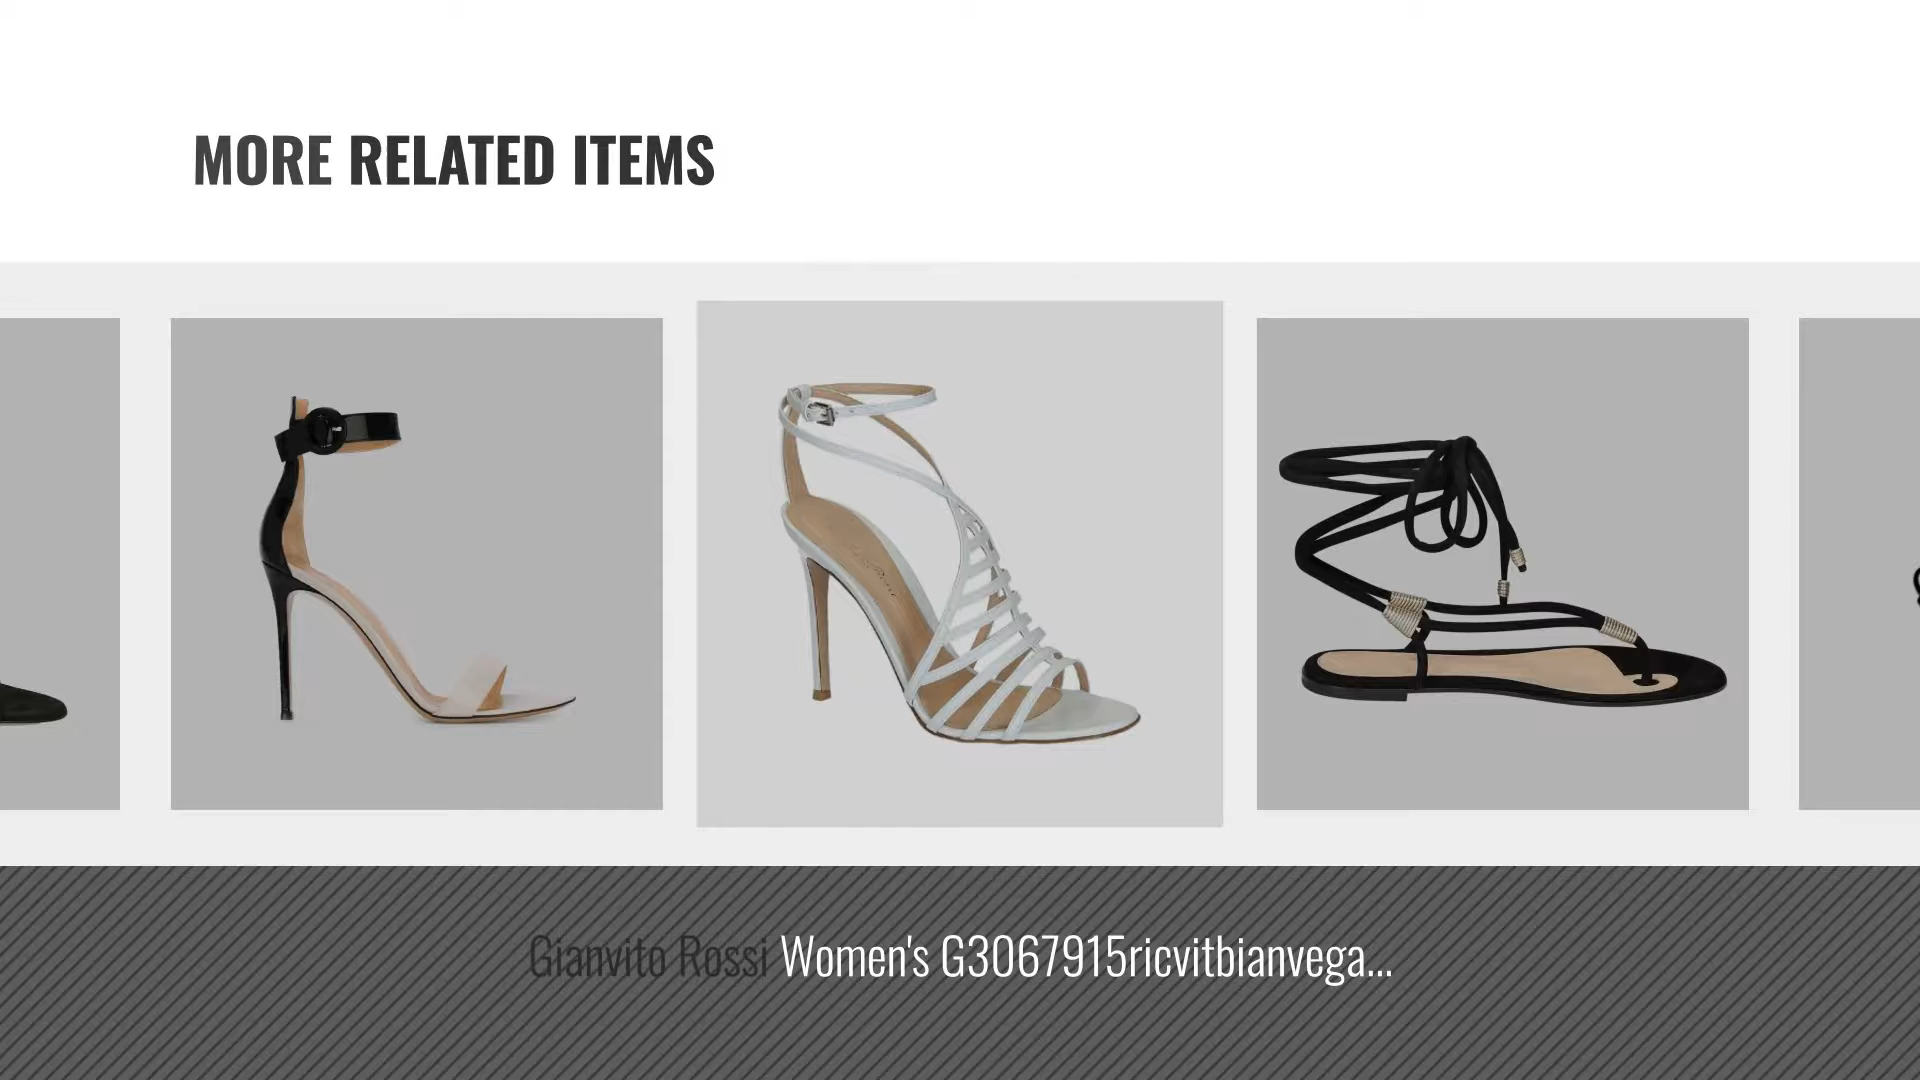 MORE RELATED ITEMS
Gianvito Rossi Women's G3067915ricvitbianvega...